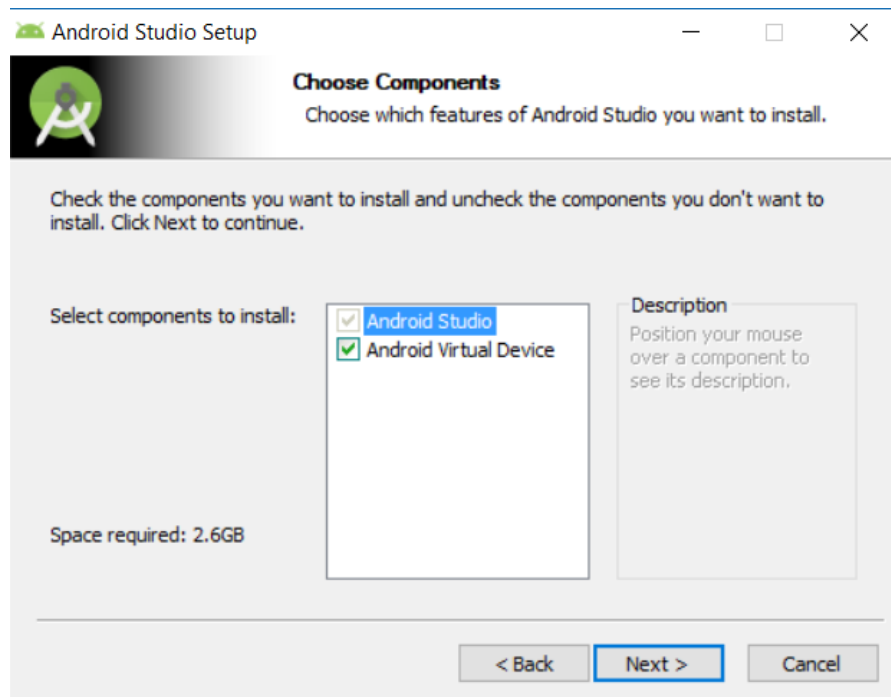 Android Studio Setup
Choose Components
Choose which features of Android Studio you want to install.
Check the components you want to install and uncheck the components you don't want to
install. Click Next to continue.
Select components to install:
Android Studio
Android Virtual Device
Description
Position your mouse
over a component to
see its description.
Space required: 2.6GB
< Back
Next >
Cancel